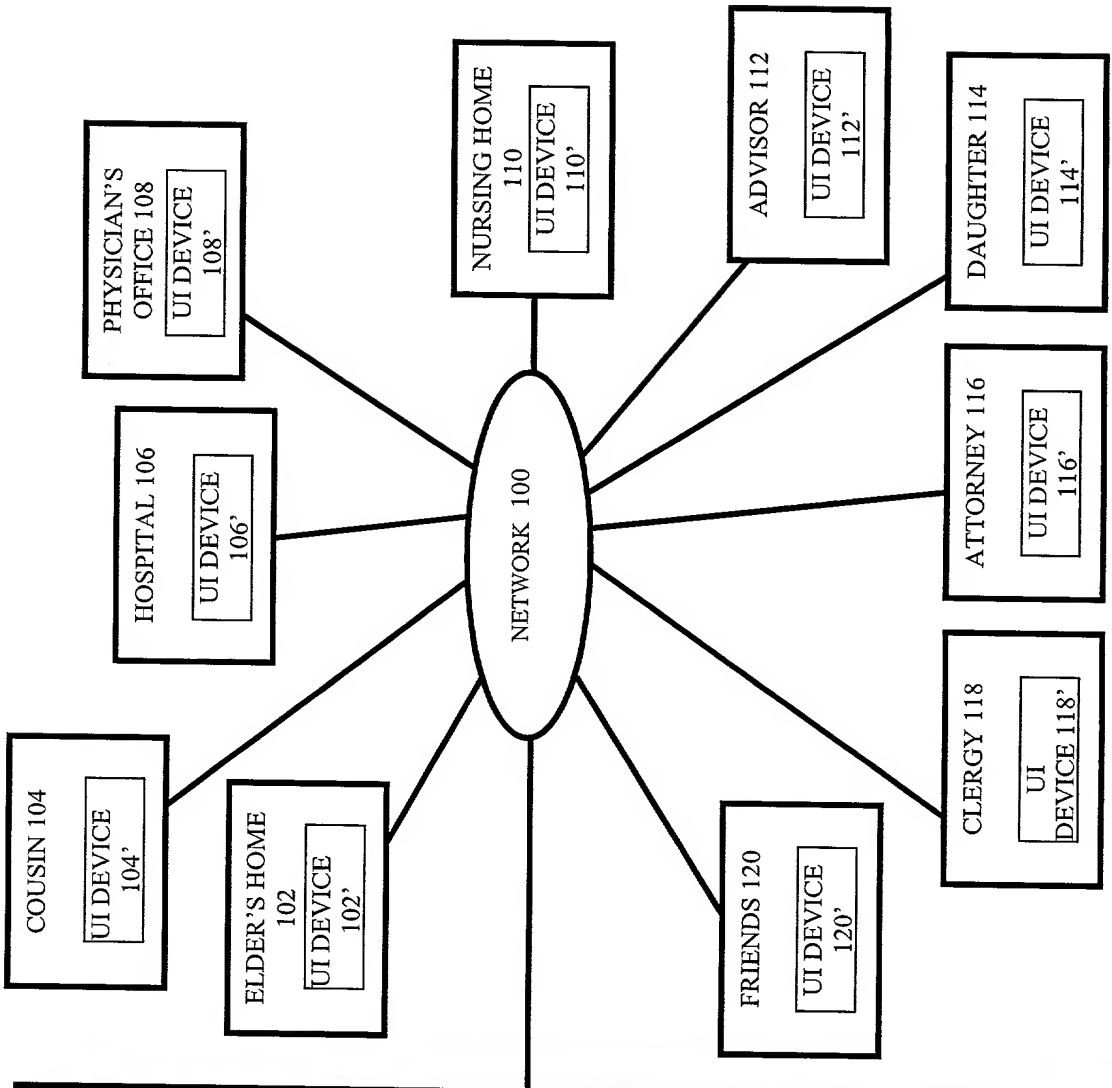 COUSIN 104
UI DEVICE
104’
ELDER'S HOME
102
UI DEVICE
102’
HOSPITAL 106
UI DEVICE
106’
PHYSICIAN'S
OFFICE 108
UI DEVICE
108’
NETWORK 100
NURSING HOME
110
UI DEVICE
110’
ADVISOR 112
UI DEVICE
112’
FRIENDS 120
UI DEVICE
120’
CLERGY 118
UI
DEVICE 118’
ATTORNEY 116
UI DEVICE
116’
DAUGHTER 114
UI DEVICE
114’